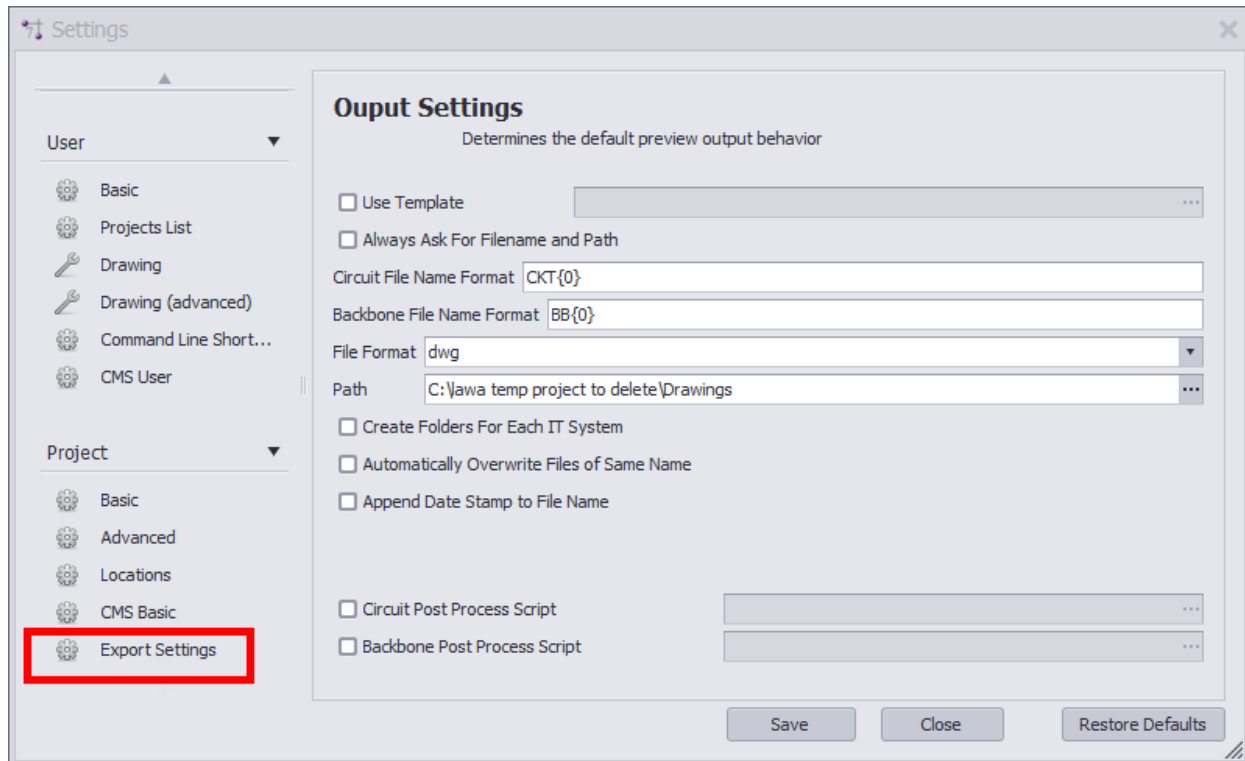 Settings
User
Basic
Projects List
Drawing
Drawing (advanced)
Command Line Short...
CMS User
Project
Basic
Advanced
Locations
CMS Basic
Export Settings
Ouput Settings
Determines the default preview output behavior
Use Template
Always Ask For Filename and Path
Circuit File Name Format CKT{0}
Backbone File Name Format BB{0}
File Format dwg
Path C:\lawa temp project to delete\Drawings
Create Folders For Each IT System
Automatically Overwrite Files of Same Name
Append Date Stamp to File Name
Circuit Post Process Script
Backbone Post Process Script
Save Close Restore Defaults